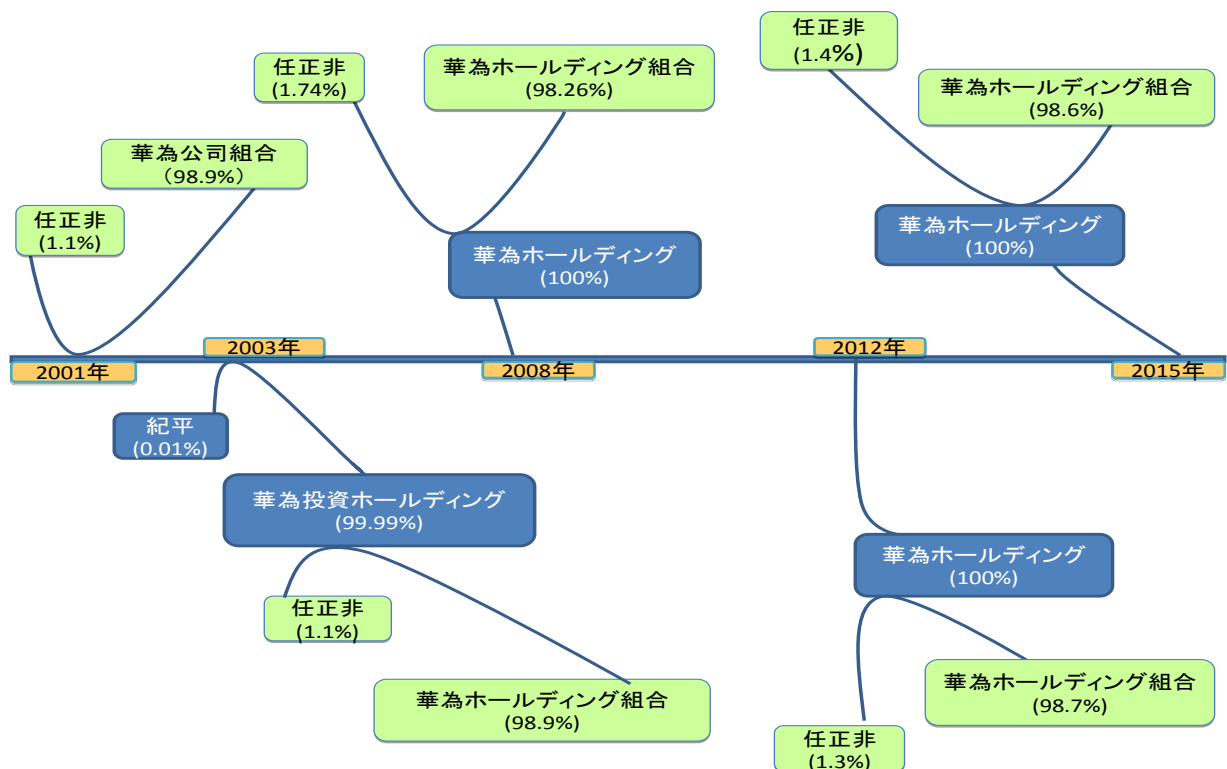 任正非
(1.1%)
華為公司組合
（98.9%）
2001年
2003年
紀平
(0.01%)
華為投資ホールディング
(99.99%)
任正非
(1.1%)
華為ホールディング組合
(98.9%)
任正非
(1.74%)
華為ホールディング組合
(98.26%)
華為ホールディング
(100%)
2008年
2012年
華為ホールディング
(100%)
任正非
(1.3%)
華為ホールディング組合
(98.7%)
任正非
(1.4%)
華為ホールディング組合
(98.6%)
華為ホールディング
(100%)
2015年